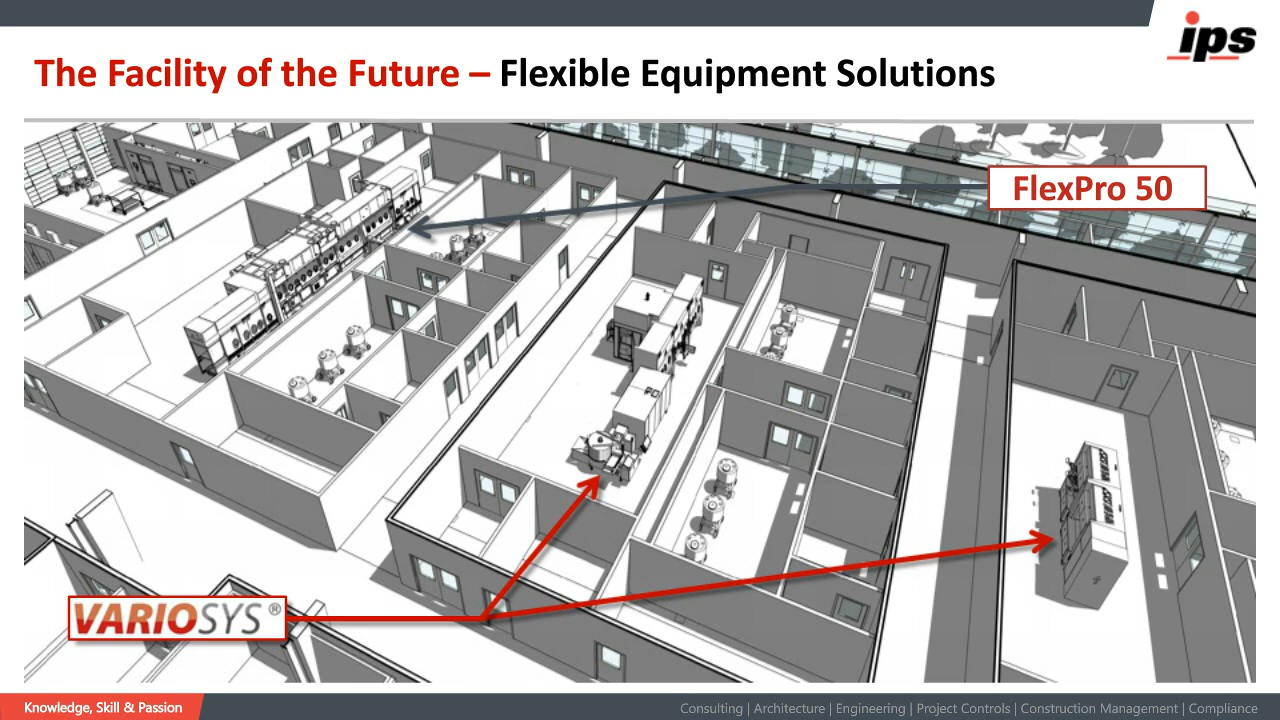 ips
The Facility of the Future – Flexible Equipment Solutions
FlexPro 50
VARIOSYS®
Knowledge, Skill & Passion
Consulting | Architecture | Engineering | Project Controls | Construction Management | Compliance